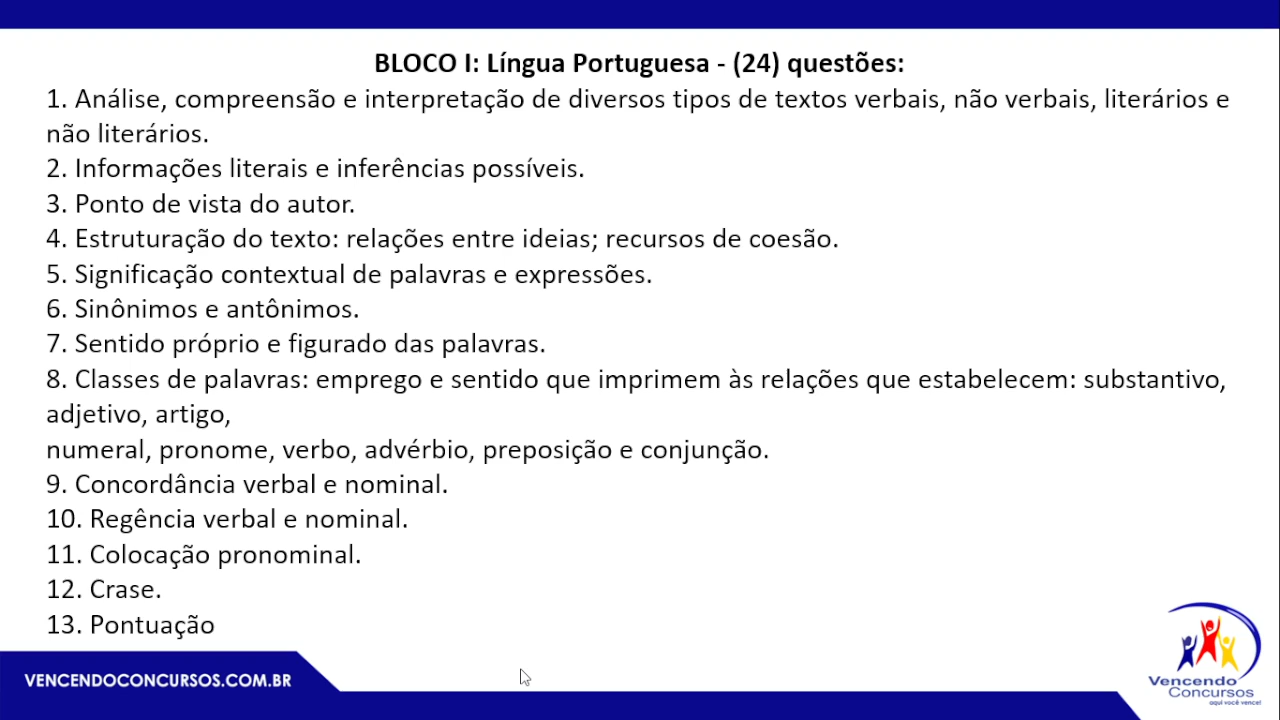 BLOCO I: Língua Portuguesa - (24) questões:
1. Análise, compreensão e interpretação de diversos tipos de textos verbais, não verbais, literários e
não literários.
2. Informações literais e inferências possíveis.
3. Ponto de vista do autor.
4. Estruturação do texto: relações entre ideias; recursos de coesão.
5. Significação contextual de palavras e expressões.
6. Sinônimos e antônimos.
7. Sentido próprio e figurado das palavras.
8. Classes de palavras: emprego e sentido que imprimem às relações que estabelecem: substantivo,
adjetivo, artigo,
numeral, pronome, verbo, advérbio, preposição e conjunção.
9. Concordância verbal e nominal.
10. Regência verbal e nominal.
11. Colocação pronominal.
12. Crase.
13. Pontuação
VENCENDOCONCURSOS.COM.BR
Vencendo
Concursos
aqui você vence!